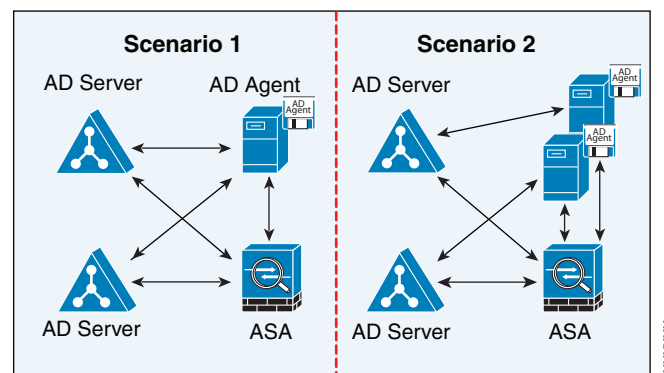 Scenario 1
Scenario 2
AD Server
AD Agent
AD Server
AD
Agent
AD
Agent
AD
Agent
AD Server
ASA
AD Server
ASA